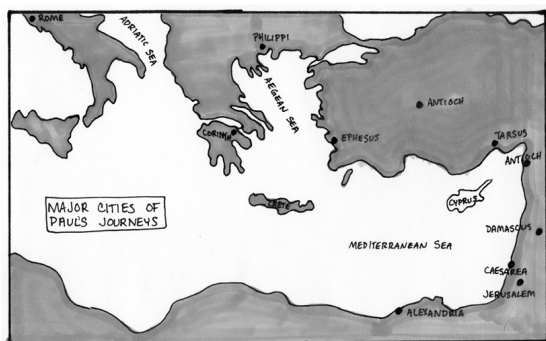 ROME
ADRIATIC SEA
PHILIPPI
AEGEAN SEA
ANTIOCH
CORINTH
EPHESUS
TARSUS
ANTIOCH
CRETE
CYPRUS
MAJOR CITIES OF
PAUL'S JOURNEYS
DAMASCUS
MEDITERRANEAN SEA
CAESAREA
JERUSALEM
ALEXANDRIA